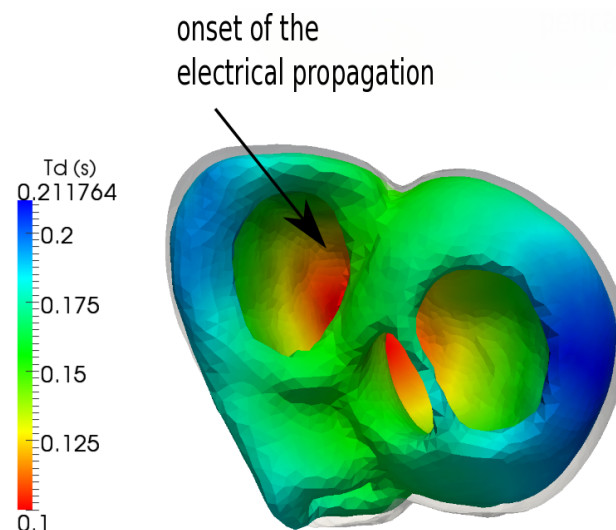 onset of the
electrical propagation
Td (s)
0.211764
0.2
0.175
0.15
0.125
0.1